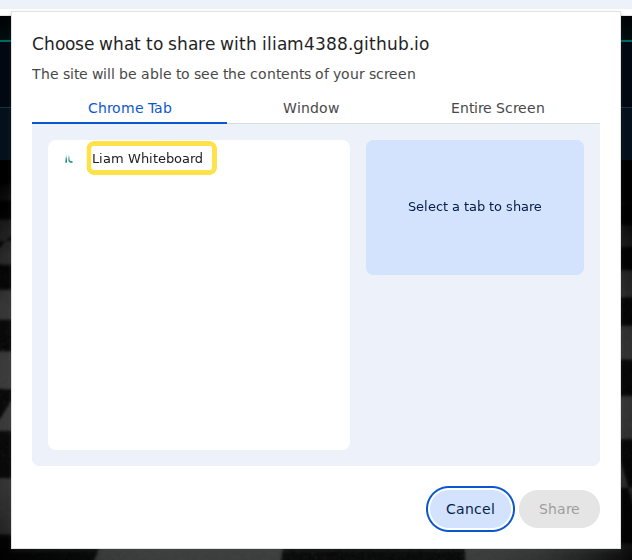 Choose what to share with iliam4388.github.io
The site will be able to see the contents of your screen
Chrome Tab Window Entire Screen
Liam Whiteboard
Select a tab to share
Cancel Share